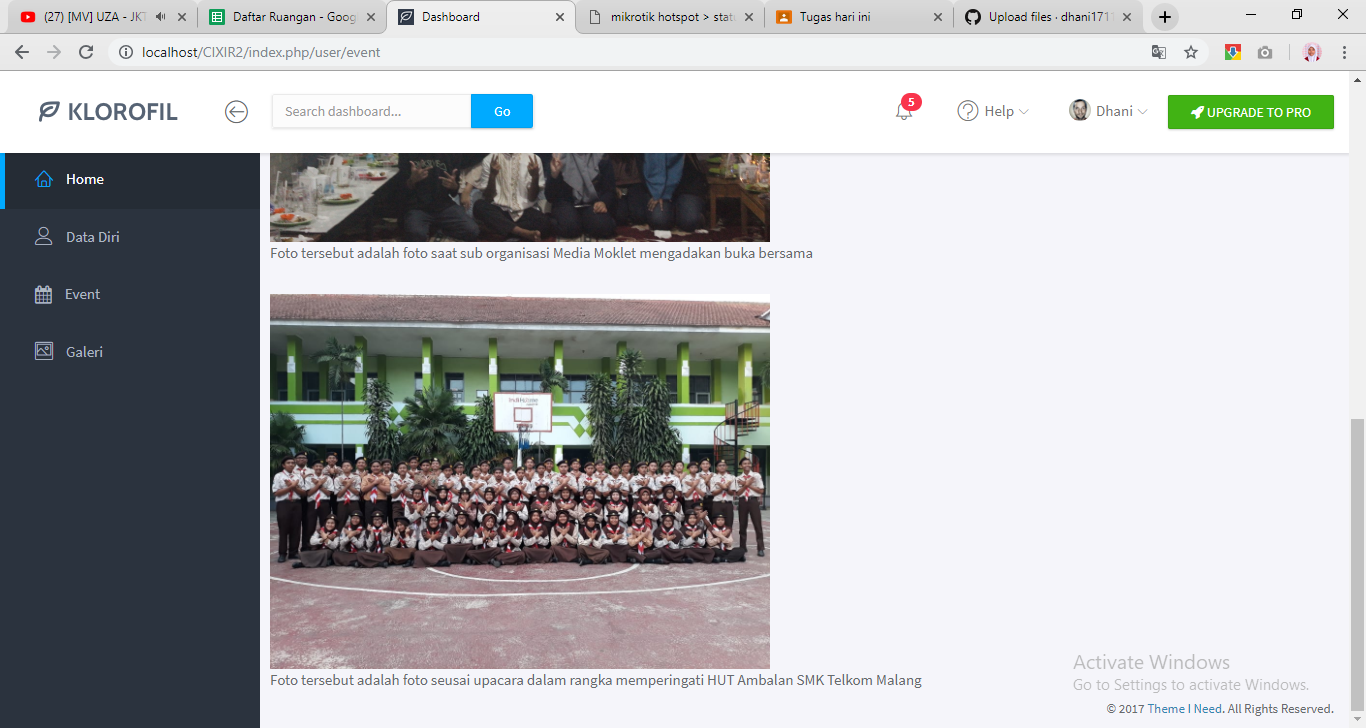 (27) [MV] UZA - JKT
Daftar Ruangan - Goog
Dashboard
mikrotik hotspot > statu
Tugas hari ini
Upload files · dhani1711
localhost/CIXIR2/index.php/user/event
KLOROFIL
Search dashboard...
Go
5
Help
Dhani
UPGRADE TO PRO
Home
Data Diri
Event
Galeri
Foto tersebut adalah foto saat sub organisasi Media Moklet mengadakan buka bersama
Foto tersebut adalah foto seusai upacara dalam rangka memperingati HUT Ambalan SMK Telkom Malang
Activate Windows
Go to Settings to activate Windows.
© 2017 Theme I Need. All Rights Reserved.